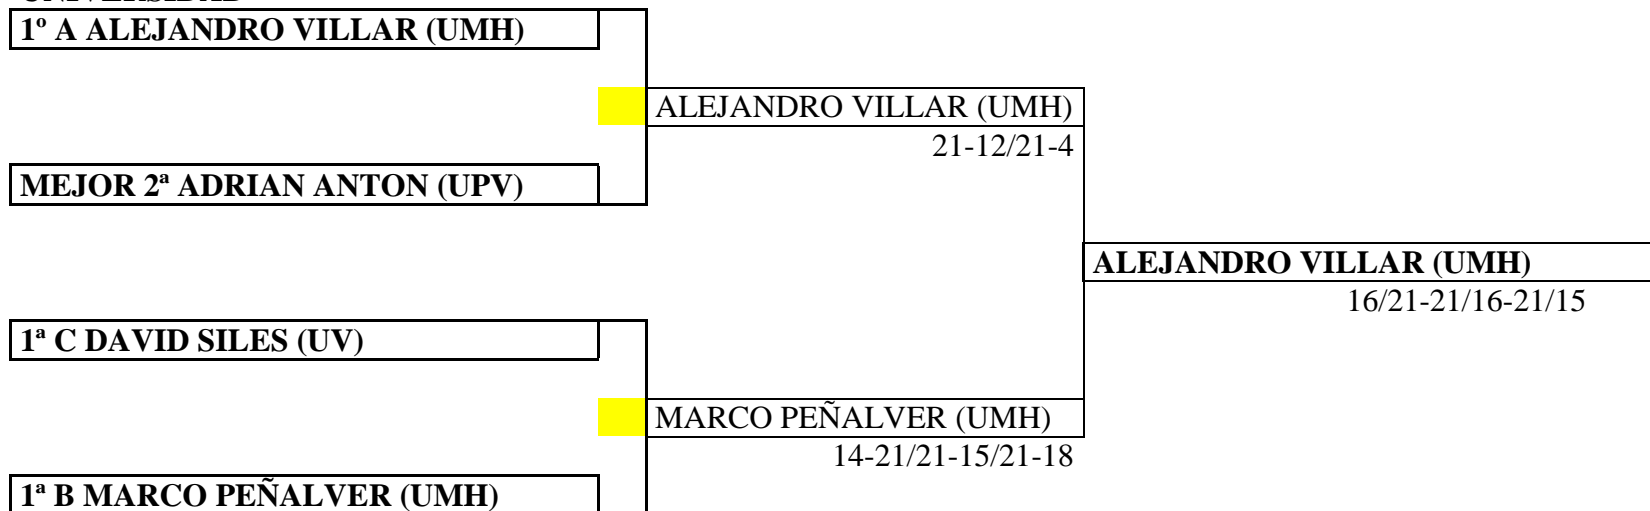 UNIVERSIDAD
1º A ALEJANDRO VILLAR (UMH)
ALEJANDRO VILLAR (UMH)
21-12/21-4
MEJOR 2ª ADRIAN ANTON (UPV)
ALEJANDRO VILLAR (UMH)
16/21-21/16-21/15
1ª C DAVID SILES (UV)
MARCO PEÑALVER (UMH)
14-21/21-15/21-18
1ª B MARCO PEÑALVER (UMH)